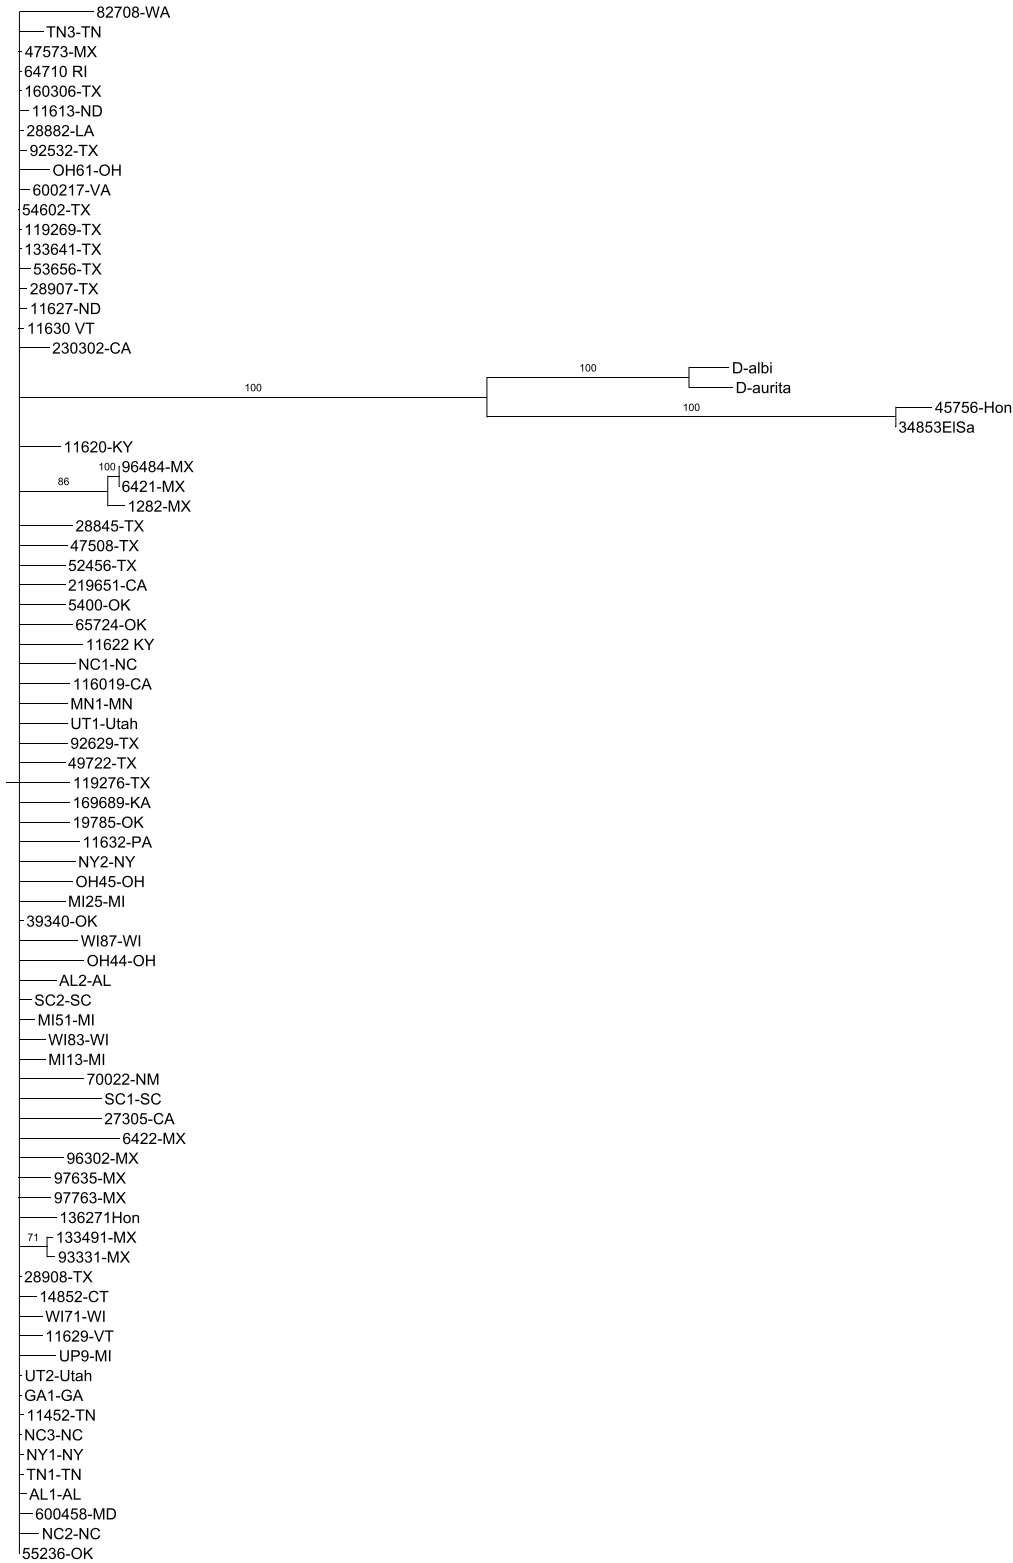 82708-WA
TN3-TN
47573-MX
64710 RI
160306-TX
11613-ND
28882-LA
92532-TX
OH61-OH
600217-VA
54602-TX
119269-TX
133641-TX
53656-TX
28907-TX
11627-ND
11630 VT
230302-CA
100
D-albi
100
D-aurita
100
45756-Hon
34853ElSa
11620-KY
100
96484-MX
86
6421-MX
1282-MX
28845-TX
47508-TX
52456-TX
219651-CA
5400-OK
65724-OK
11622 KY
NC1-NC
116019-CA
MN1-MN
UT1-Utah
92629-TX
49722-TX
119276-TX
169689-KA
19785-OK
11632-PA
NY2-NY
OH45-OH
MI25-MI
39340-OK
WI87-WI
OH44-OH
AL2-AL
SC2-SC
MI51-MI
WI83-WI
MI13-MI
70022-NM
SC1-SC
27305-CA
6422-MX
96302-MX
97635-MX
97763-MX
136271Hon
71
133491-MX
93331-MX
28908-TX
14852-CT
WI71-WI
11629-VT
UP9-MI
UT2-Utah
GA1-GA
11452-TN
NC3-NC
NY1-NY
TN1-TN
AL1-AL
600458-MD
NC2-NC
55236-OK